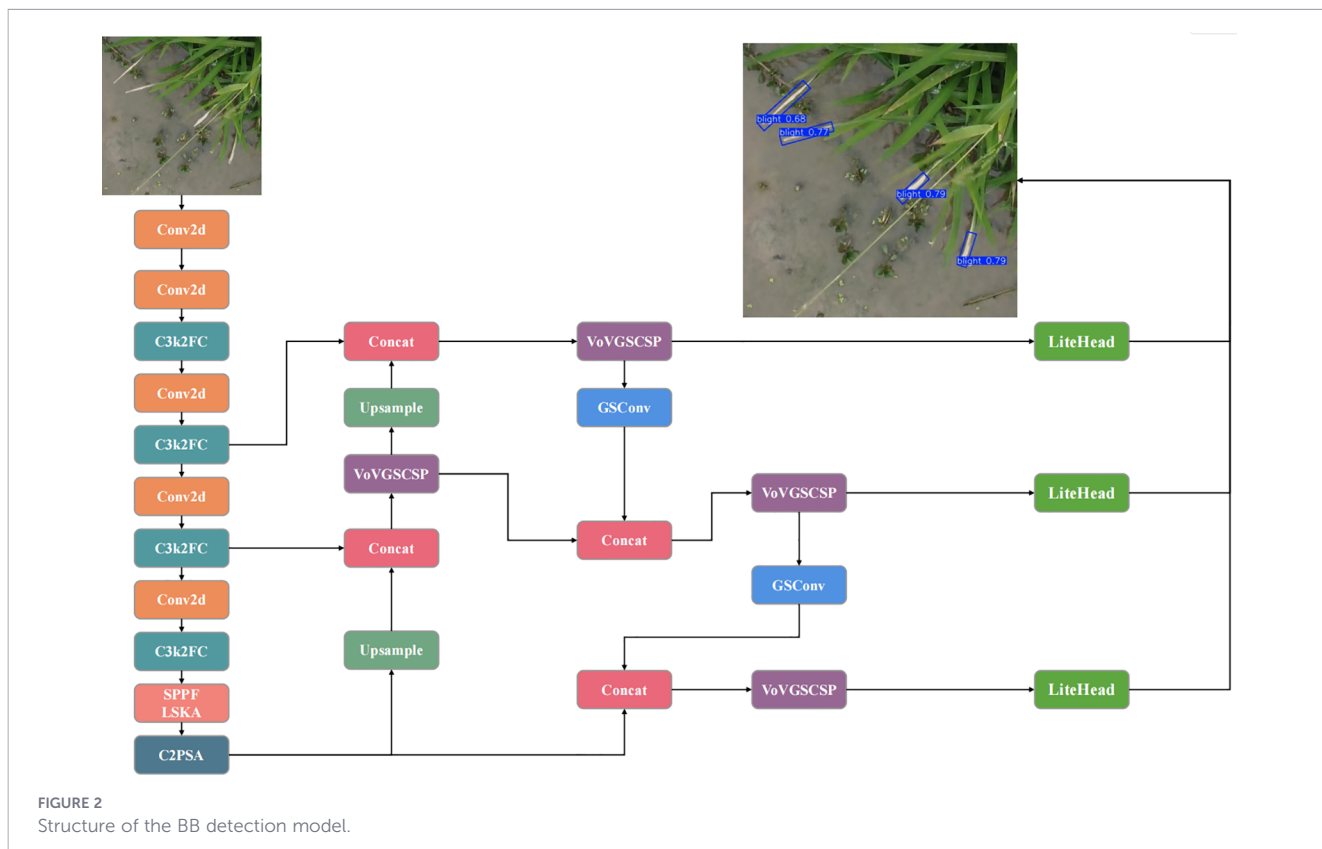 blight 0.68
blight 0.77
blight 0.79
blight 0.79
Conv2d
Conv2d
C3k2FC
Conv2d
C3k2FC
Conv2d
C3k2FC
Conv2d
C3k2FC
SPPF
LSKA
C2PSA
Concat
Upsample
VoVGSCSP
Concat
Upsample
VoVGSCSP
GSConv
Concat
VoVGSCSP
GSConv
Concat
VoVGSCSP
LiteHead
LiteHead
LiteHead
FIGURE 2
Structure of the BB detection model.